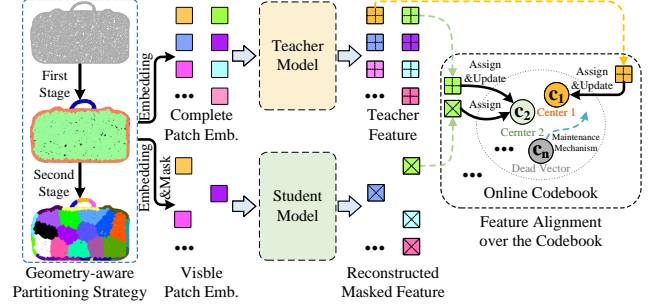 First
Stage
Second
Stage
Geometry-aware
Partitioning Strategy
Embedding
Complete
Patch Emb.
Embedding
&Mask
Visble
Patch Emb.
Teacher
Model
Student
Model
Teacher
Feature
Reconstructed
Masked Feature
Assign
&Update
Assign
Assign
&Update
c₁
Center 1
c₂
Cernter 2
cₙ
Maintenance
Mechanism
Dead Vector
Online Codebook
Feature Alignment
over the Codebook